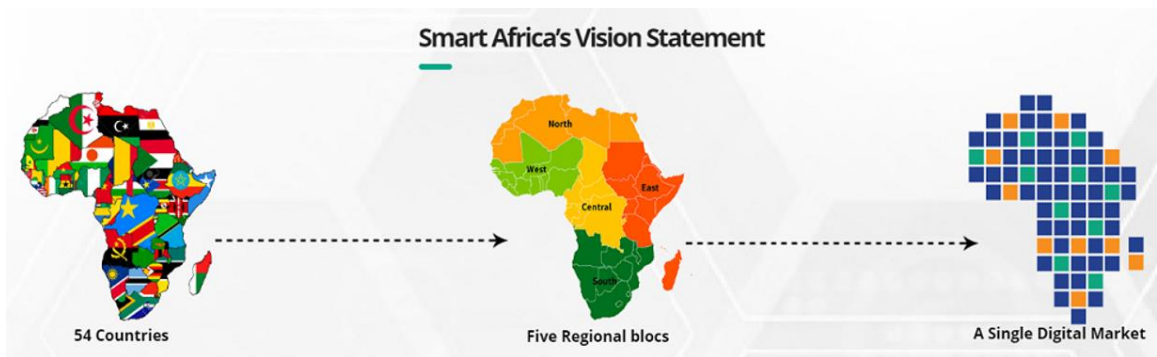 Smart Africa's Vision Statement
North
West
East
Central
South
54 Countries
Five Regional blocs
A Single Digital Market